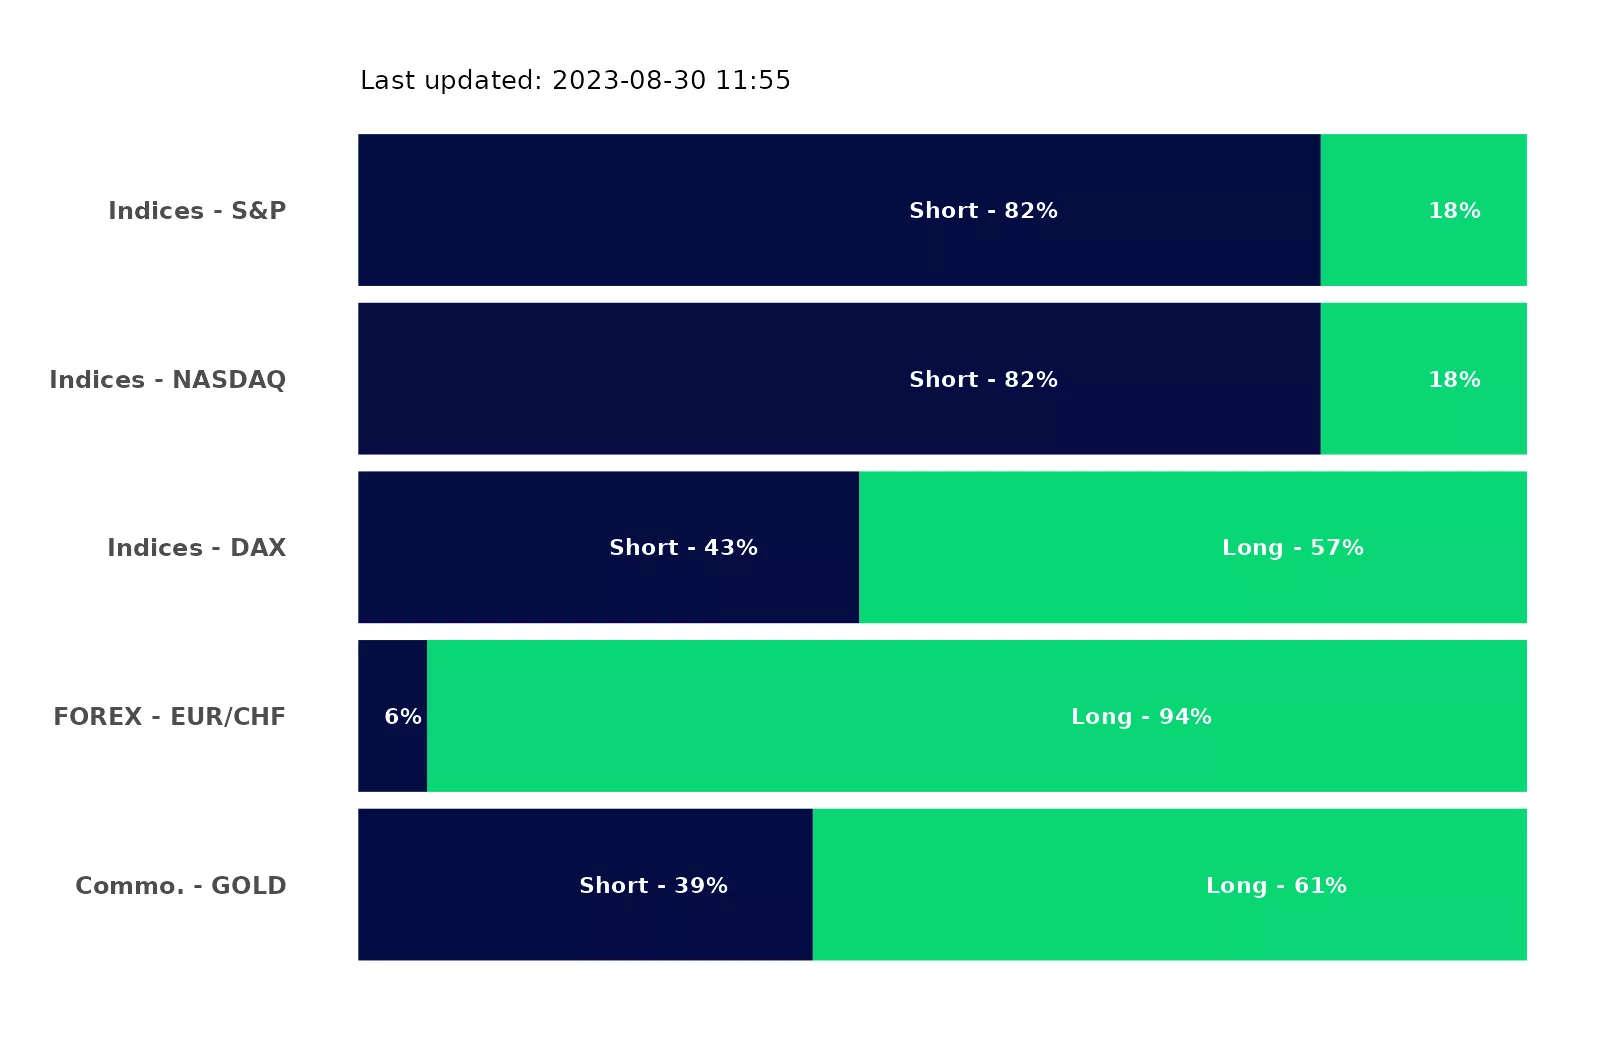 Last updated: 2023-08-30 11:55
Indices - S&P Short - 82% 18%
Indices - NASDAQ Short - 82% 18%
Indices - DAX Short - 43% Long - 57%
FOREX - EUR/CHF 6% Long - 94%
Commo. - GOLD Short - 39% Long - 61%